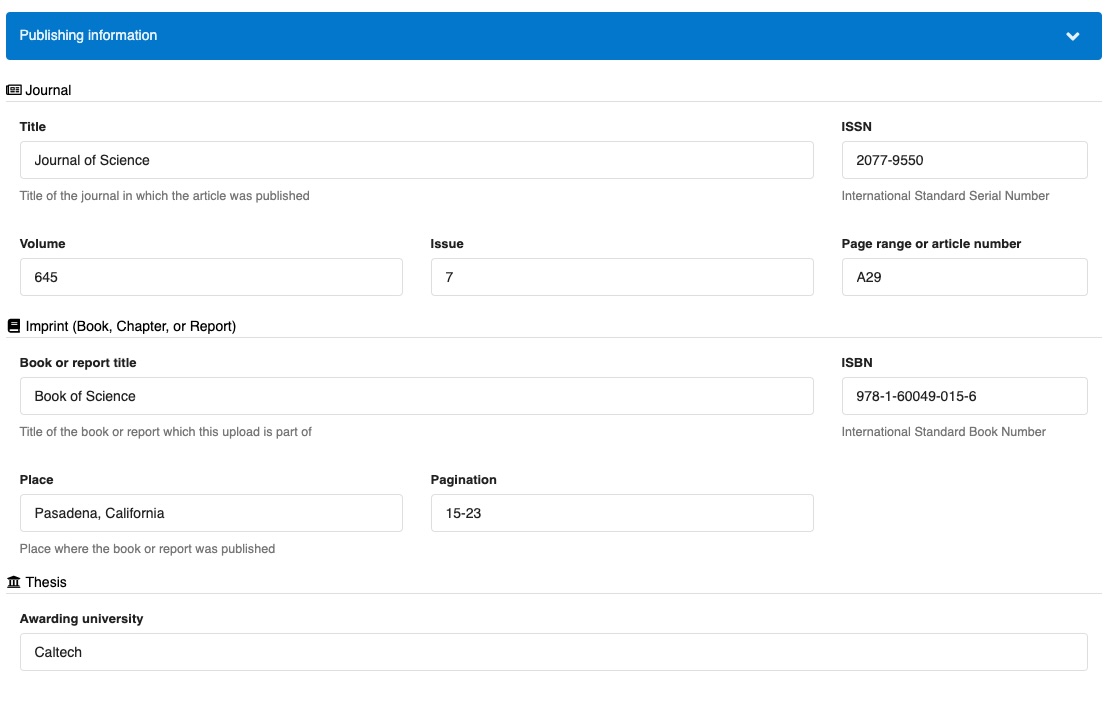 Publishing information
Journal
Title
ISSN
Journal of Science
2077-9550
Title of the journal in which the article was published
International Standard Serial Number
Volume
Issue
Page range or article number
645
7
A29
Imprint (Book, Chapter, or Report)
Book or report title
ISBN
Book of Science
978-1-60049-015-6
Title of the book or report which this upload is part of
International Standard Book Number
Place
Pagination
Pasadena, California
15-23
Place where the book or report was published
Thesis
Awarding university
Caltech